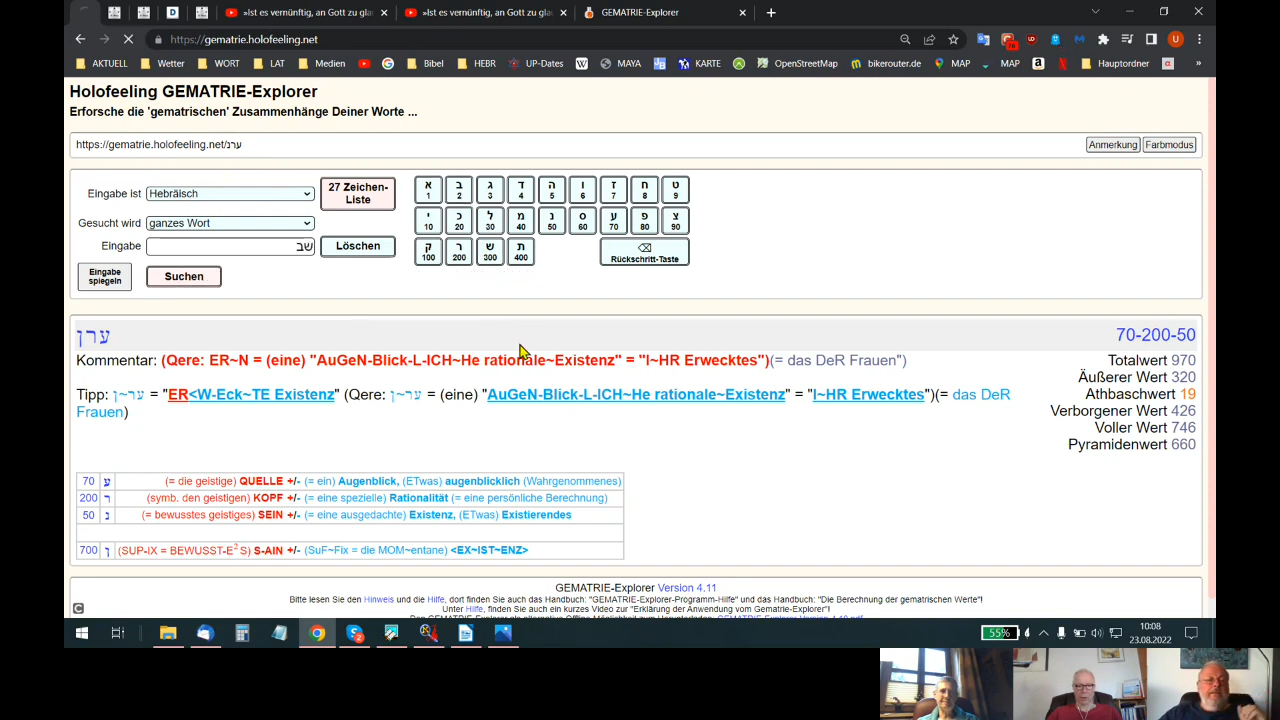 »Ist es vernünftig, an Gott zu gla
»Ist es vernünftig, an Gott zu gla
GEMATRIE-Explorer
https://gematrie.holofeeling.net
AKTUELL Wetter WORT LAT Medien Bibel HEBR UP-Dates MAYA KARTE OpenStreetMap bikerouter.de MAP MAP Hauptordner »
Holofeeling GEMATRIE-Explorer
Erforsche die 'gematrischen' Zusammenhänge Deiner Worte ...
https://gematrie.holofeeling.net/ערנ
Anmerkung Farbmodus
Eingabe ist Hebräisch
27 Zeichen-Liste
Gesucht wird ganzes Wort
Eingabe שב Löschen
Eingabe spiegeln
Suchen
א ב ג ד ה ו ז ח ט
1 2 3 4 5 6 7 8 9
י כ ל מ נ ס ע פ צ
10 20 30 40 50 60 70 80 90
ק ר ש ת ⌫
100 200 300 400 Rückschritt-Taste
ערן 70-200-50
Kommentar: (Qere: ER~N = (eine) "AuGeN-Blick-L-ICH~He rationale~Existenz" = "I~HR Erwecktes")(= das DeR Frauen")
Tipp: ער~ן = "ER<W-Eck~TE Existenz" (Qere: ער~ן = (eine) "AuGeN-Blick-L-ICH~He rationale~Existenz" = "I~HR Erwecktes")(= das DeR
Frauen)
Totalwert 970
Äußerer Wert 320
Athbaschwert 19
Verborgener Wert 426
Voller Wert 746
Pyramidenwert 660
70 ע (= die geistige) QUELLE +/- (= ein) Augenblick, (ETwas) augenblicklich (Wahrgenommenes)
200 ר (symb. den geistigen) KOPF +/- (= eine spezielle) Rationalität (= eine persönliche Berechnung)
50 נ (= bewusstes geistiges) SEIN +/- (= eine ausgedachte) Existenz, (ETwas) Existierendes
700 ן (SUP-IX = BEWUSST-E²S) S-AIN +/- (SuF~Fix = die MOM~entane) <EX~IST~ENZ>
GEMATRIE-Explorer Version 4.11
Bitte lesen Sie den Hinweis und die Hilfe, dort finden Sie auch das Handbuch: "GEMATRIE-Explorer-Programm-Hilfe" und das Handbuch: "Die Berechnung der gematrischen Werte"!
Unter Hilfe, finden Sie auch ein kurzes Video zur "Erklärung der Anwendung vom Gematrie-Explorer"!
55%
10:08
23.08.2022